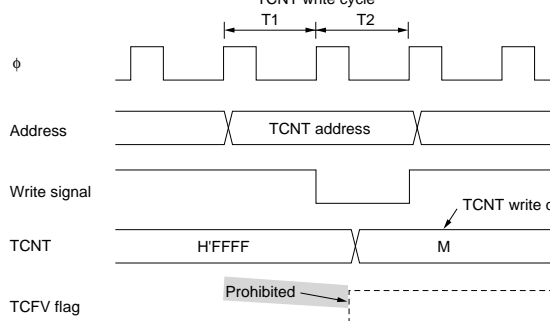 TCNT write cycle
T1 T2
φ
Address
TCNT address
Write signal
TCNT write
TCNT
H'FFFF
M
Prohibited
TCFV flag